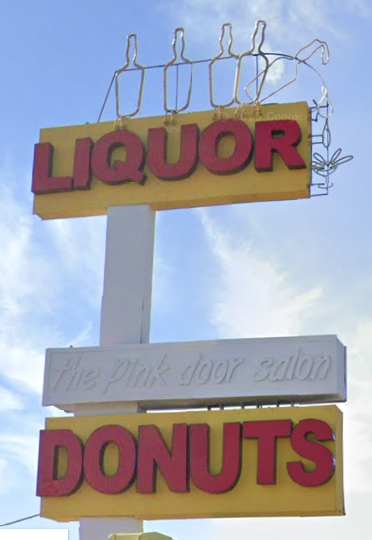 LIQUOR
the Pink door salon
DONUTS